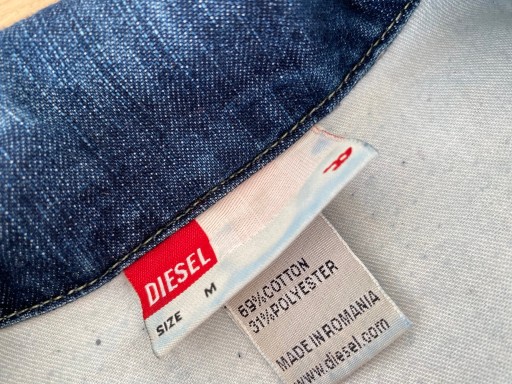 DIESEL
SIZE M
69%COTTON
31%POLYESTER
MADE IN ROMANIA
www.diesel.com